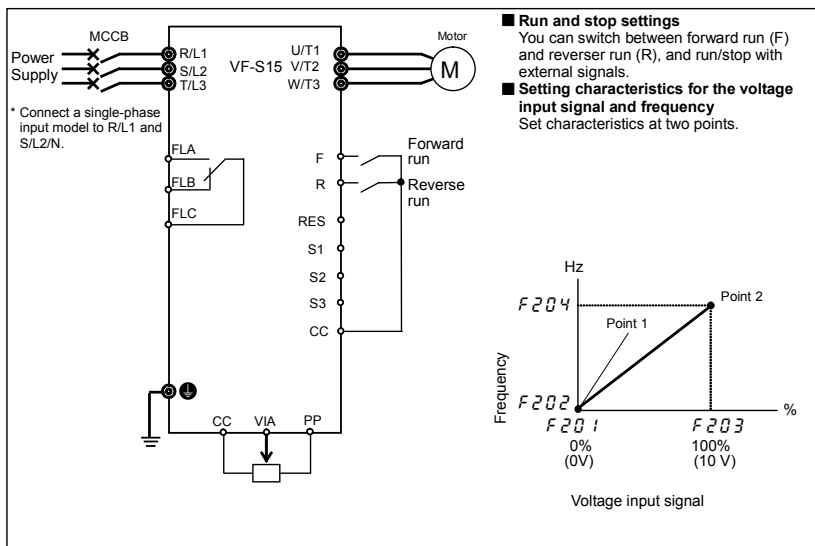 MCCB
Power
Supply
R/L1
S/L2
T/L3
VF-S15
U/T1
V/T2
W/T3
Motor
M
* Connect a single-phase
input model to R/L1 and
S/L2/N.
FLA
FLB
FLC
F
R
RES
S1
S2
S3
CC
Forward
run
Reverse
run
CC VIA PP
■ Run and stop settings
You can switch between forward run (F)
and reverser run (R), and run/stop with
external signals.
■ Setting characteristics for the voltage
input signal and frequency
Set characteristics at two points.
Hz
F204
Point 2
Point 1
Frequency
F202
%
F201 F203
0% 100%
(0V) (10 V)
Voltage input signal